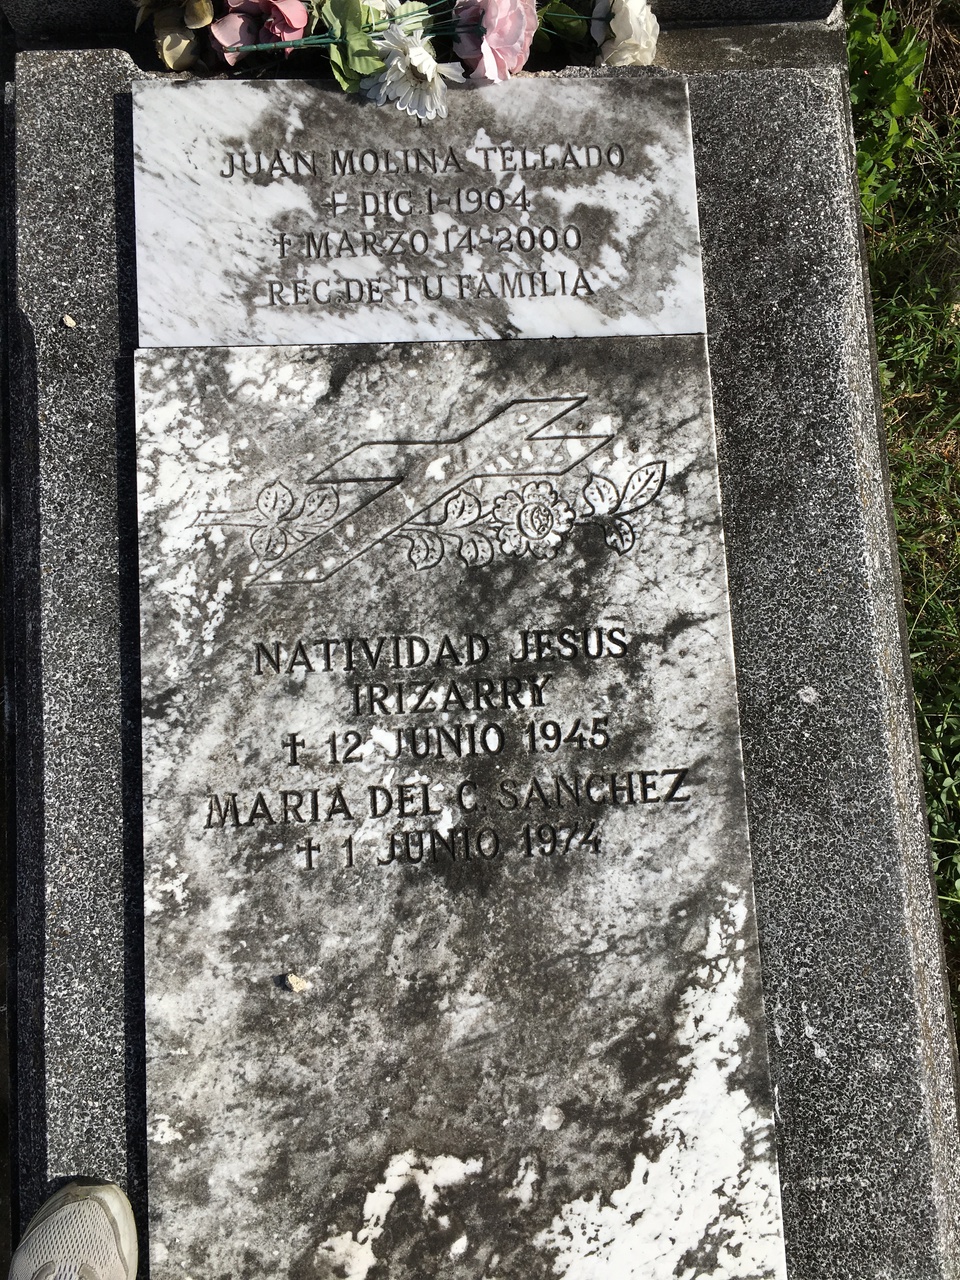 JUAN MOLINA TELLADO
✝ DIC. 1-1904
✝ MARZO 14-2000
REC. DE TU FAMILIA
NATIVIDAD JESUS
IRIZARRY
✝ 12 JUNIO 1945
MARIA DEL C. SANCHEZ
✝ 1 JUNIO 1974